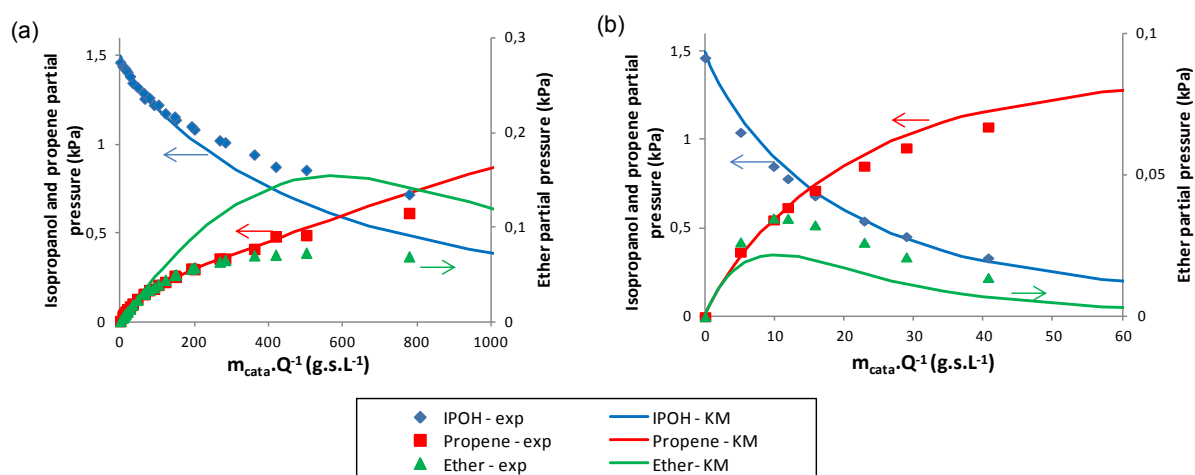 (a)
Isopropanol and propene partial
pressure (kPa)
1,5
1
0,5
0
0,3
0,2
0,1
0
Ether partial pressure (kPa)
0 200 400 600 800 1000
m_cata.Q⁻¹ (g.s.L⁻¹)
(b)
Isopropanol and propene partial
pressure (kPa)
1,5
1
0,5
0
0,1
0,05
0
Ether partial pressure (kPa)
0 10 20 30 40 50 60
m_cata.Q⁻¹ (g.s.L⁻¹)
IPOH - exp IPOH - KM
Propene - exp Propene - KM
Ether - exp Ether- KM